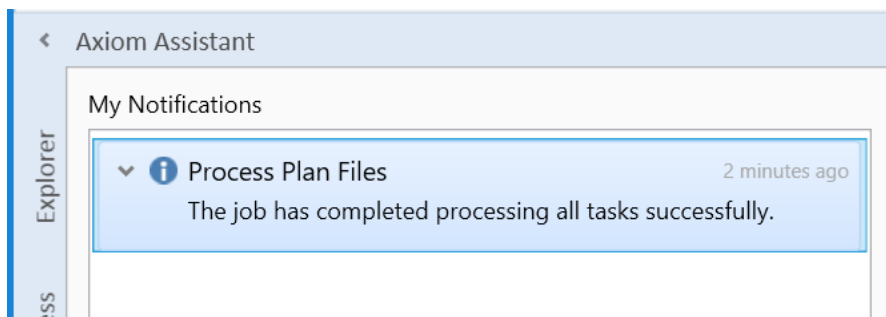 Axiom Assistant
My Notifications
Explorer
Process Plan Files 2 minutes ago
The job has completed processing all tasks successfully.